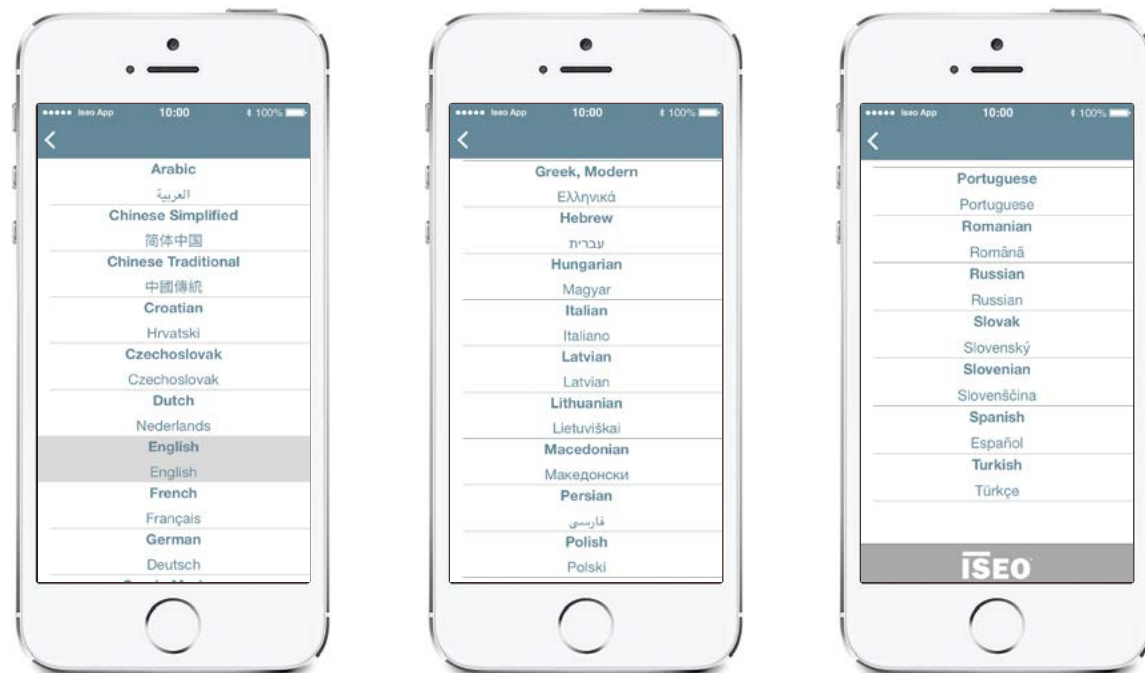 Iseo App 10:00 100%
Arabic
العربية
Chinese Simplified
简体中国
Chinese Traditional
中國傳統
Croatian
Hrvatski
Czechoslovak
Czechoslovak
Dutch
Nederlands
English
English
French
Français
German
Deutsch
Iseo App 10:00 100%
Greek, Modern
Ελληνικά
Hebrew
עברית
Hungarian
Magyar
Italian
Italiano
Latvian
Latvian
Lithuanian
Lietuviškai
Macedonian
Македонски
Persian
فارسی
Polish
Polski
Iseo App 10:00 100%
Portuguese
Portuguese
Romanian
Română
Russian
Russian
Slovak
Slovenský
Slovenian
Slovenščina
Spanish
Español
Turkish
Türkçe
ISEO